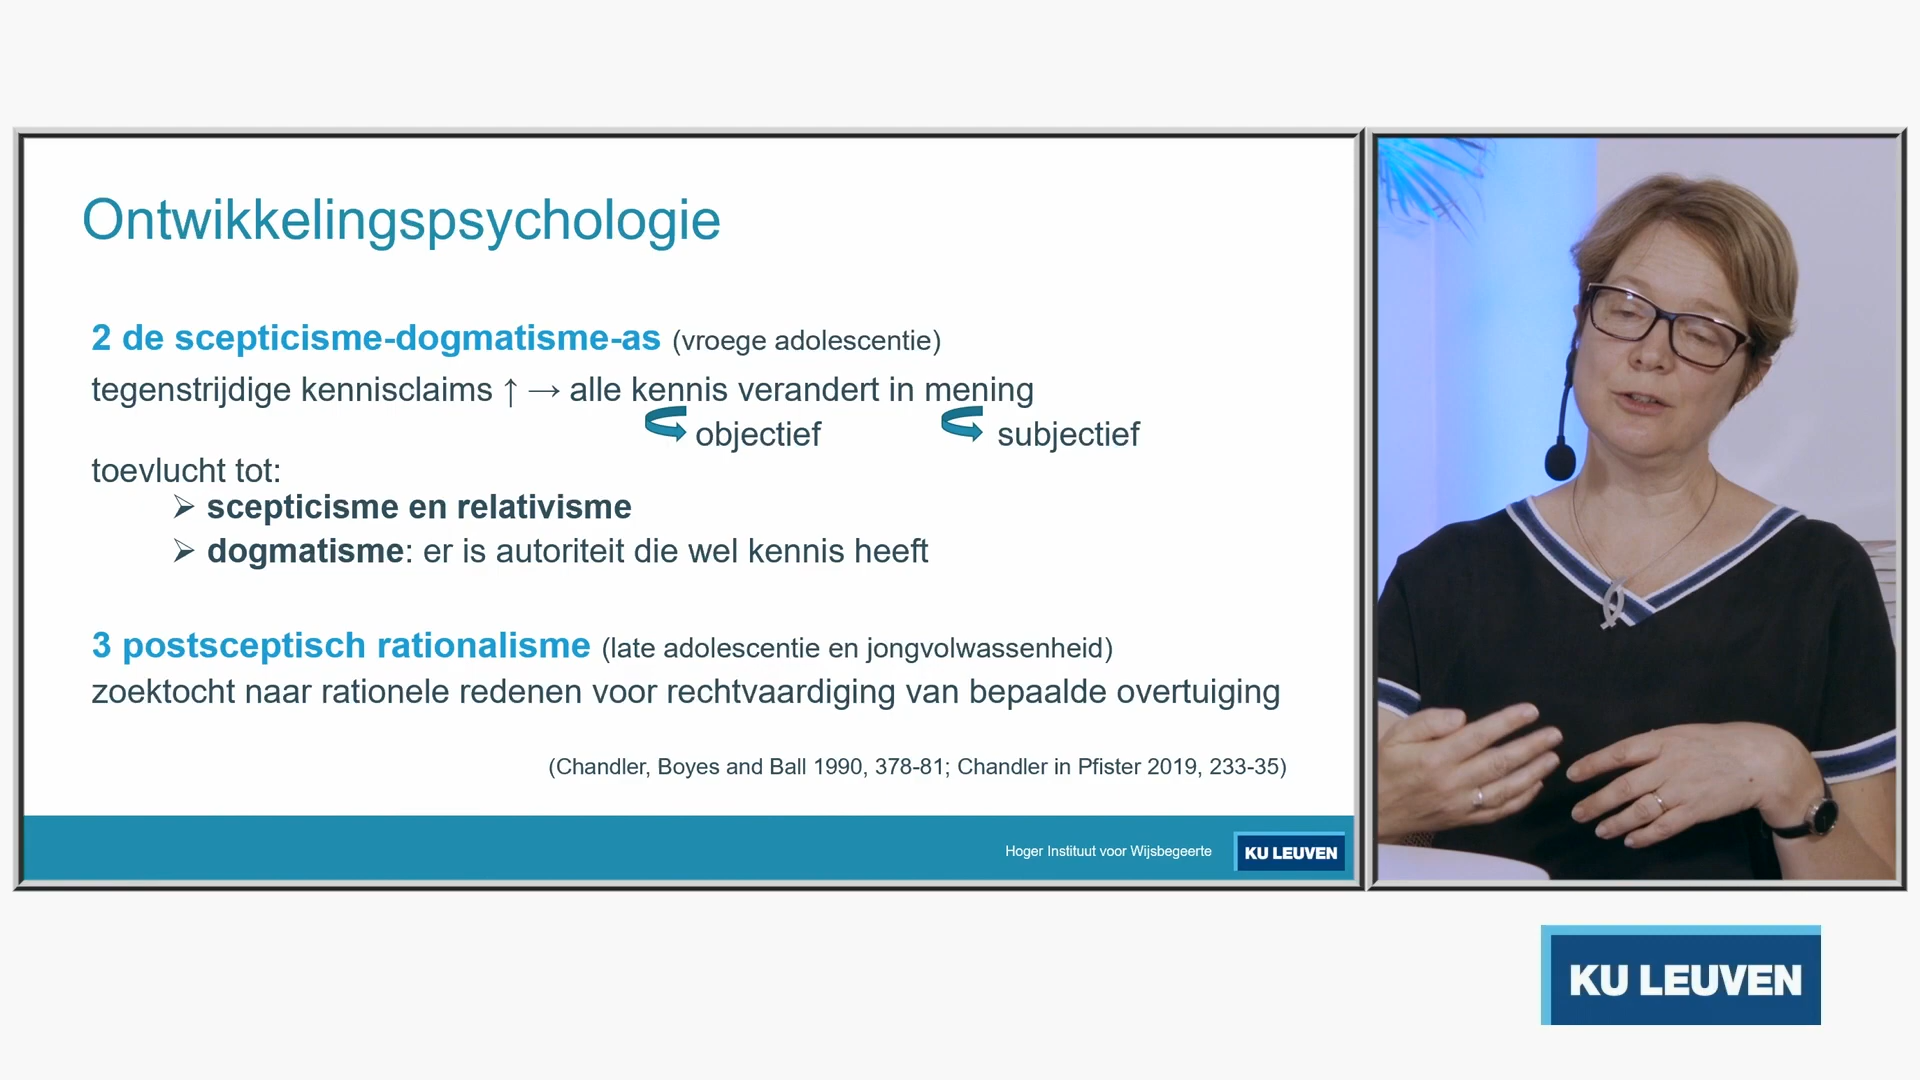 Ontwikkelingspsychologie
2 de scepticisme-dogmatisme-as (vroege adolescentie)
tegenstrijdige kennisclaims ↑ → alle kennis verandert in mening
objectief subjectief
toevlucht tot:
➢ scepticisme en relativisme
➢ dogmatisme: er is autoriteit die wel kennis heeft
3 postsceptisch rationalisme (late adolescentie en jongvolwassenheid)
zoektocht naar rationele redenen voor rechtvaardiging van bepaalde overtuiging
(Chandler, Boyes and Ball 1990, 378-81; Chandler in Pfister 2019, 233-35)
Hoger Instituut voor Wijsbegeerte KU LEUVEN
KU LEUVEN